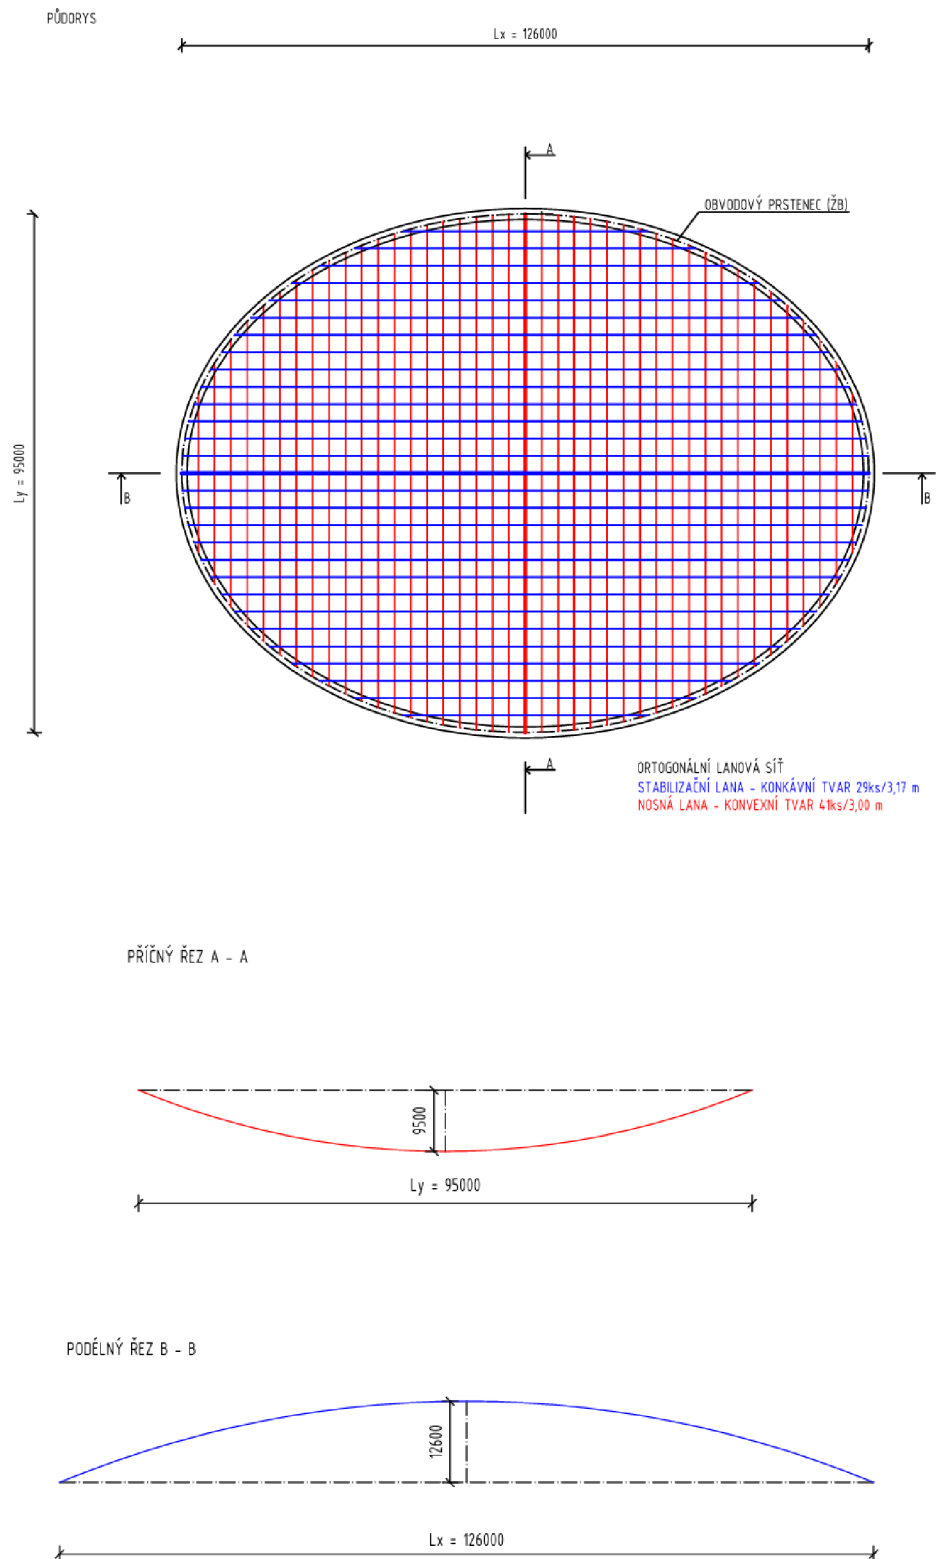 PŮDORYS
Lx = 126000
A
OBVODOVÝ PRSTENEC (ŽB)
Ly = 95000
B
B
A
ORTOGONÁLNÍ LANOVÁ SÍŤ
STABILIZAČNÍ LANA - KONKÁVNÍ TVAR 29ks/3,17 m
NOSNÁ LANA - KONVEXNÍ TVAR 41ks/3,00 m
PŘÍČNÝ ŘEZ A - A
9500
Ly = 95000
PODÉLNÝ ŘEZ B - B
12600
Lx = 126000